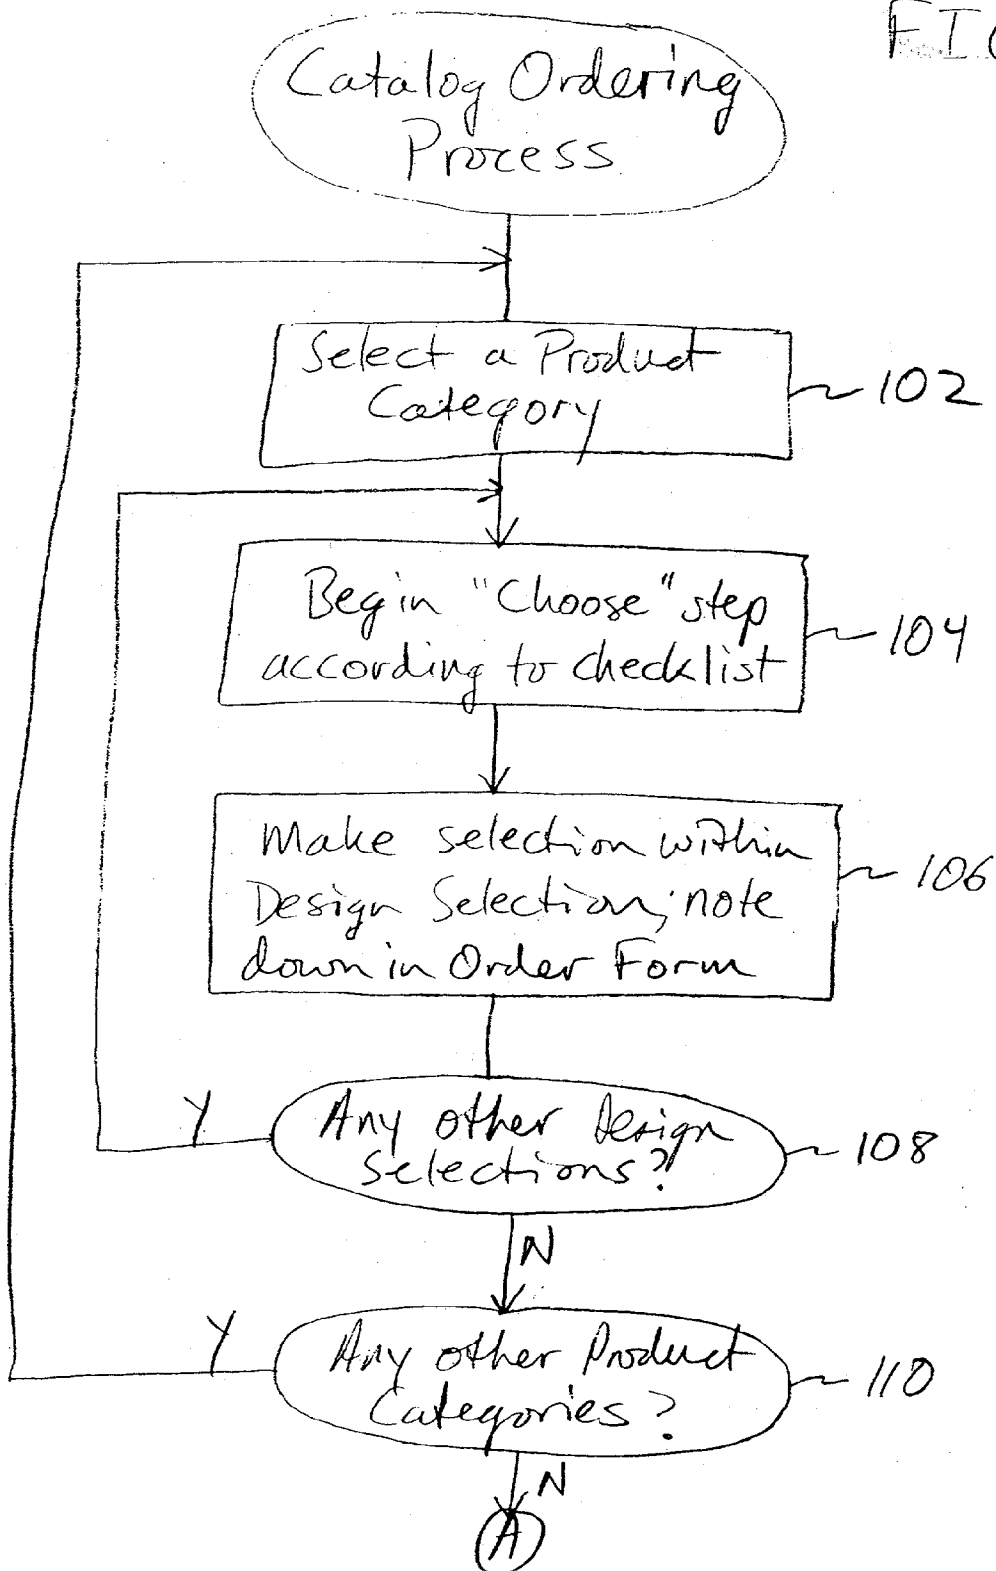 Catalog Ordering
Process
Select a Product
Category
102
Begin "Choose" step
according to checklist
104
Make selection within
Design Selection; note
down in Order Form
106
Any other Design
Selections?
108
Y
N
Any other Product
Categories?
110
Y
N
A